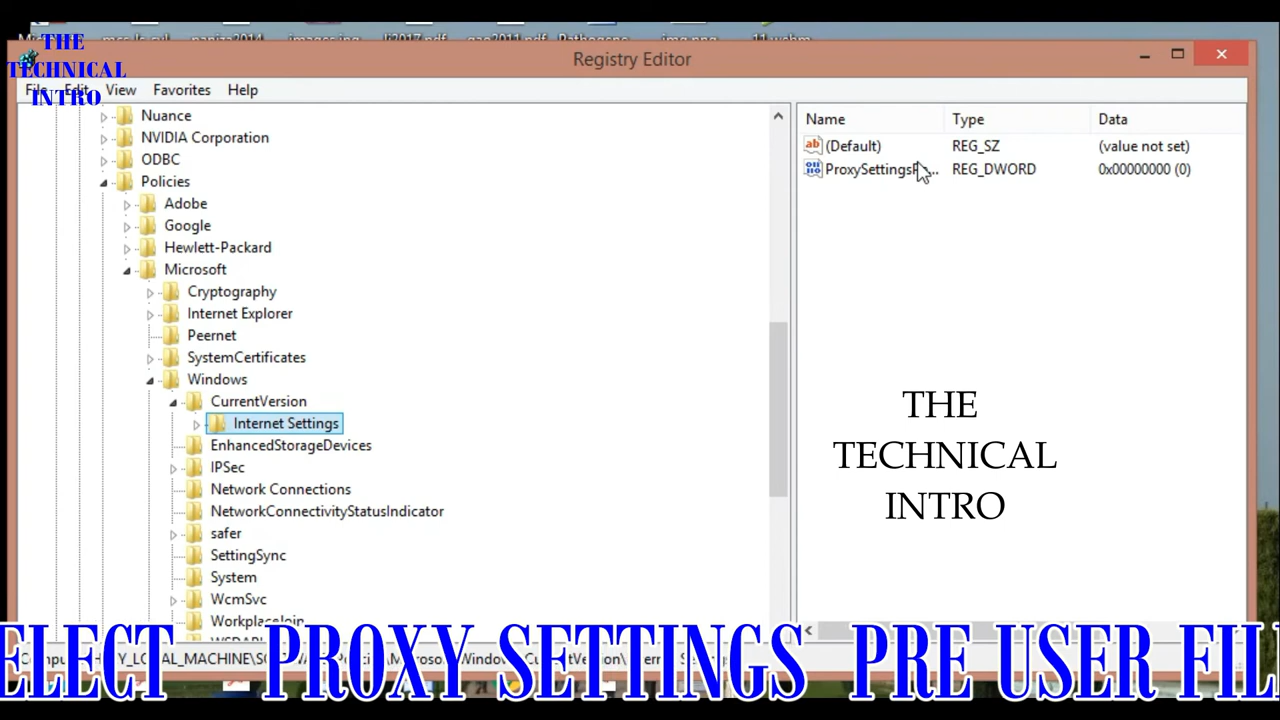 THE
TECHNICAL
INTRO
Registry Editor
File Edit View Favorites Help
Nuance
NVIDIA Corporation
ODBC
Policies
Adobe
Google
Hewlett-Packard
Microsoft
Cryptography
Internet Explorer
Peernet
SystemCertificates
Windows
CurrentVersion
Internet Settings
EnhancedStorageDevices
IPSec
Network Connections
NetworkConnectivityStatusIndicator
safer
SettingSync
System
WcmSvc
WorkplaceJoin
Name Type Data
(Default) REG_SZ (value not set)
ProxySettingsP... REG_DWORD 0x00000000 (0)
THE
TECHNICAL
INTRO
ELECT PROXY SETTINGS PRE USER FIL